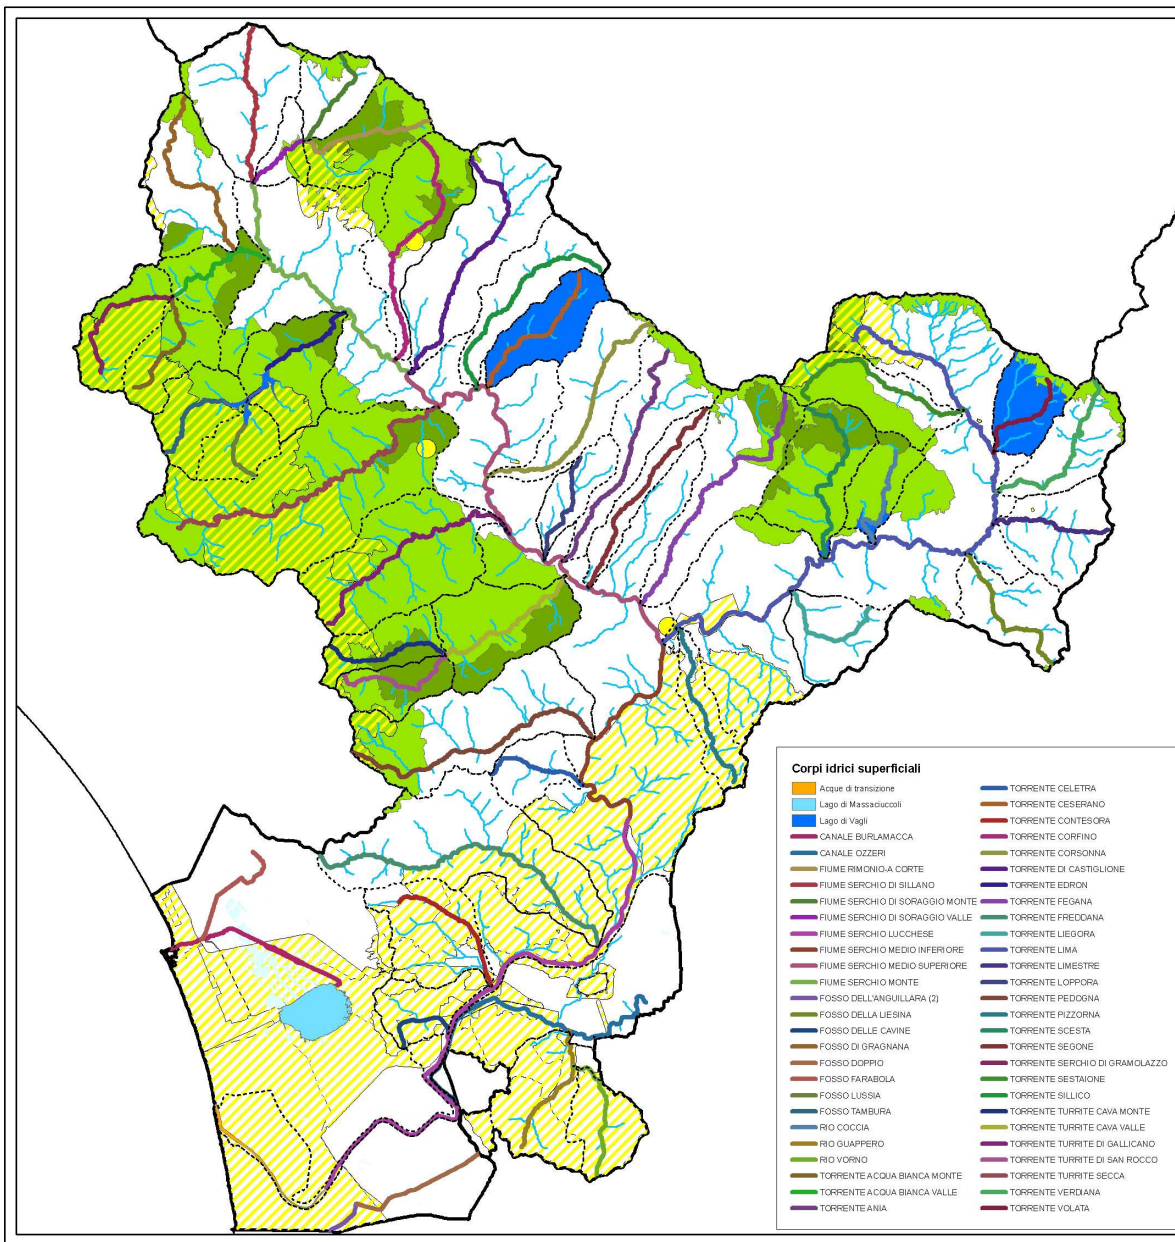 Corpi idrici superficiali
Acque di transizione
Lago di Massaciuccoli
Lago di Vagli
CANALE BURLAMACCA
CANALE OZZERI
FIUME RIMONIO-A CORTE
FIUME SERCHIO DI SILLANO
FIUME SERCHIO DI SORAGGIO MONTE
FIUME SERCHIO DI SORAGGIO VALLE
FIUME SERCHIO LUCCHESE
FIUME SERCHIO MEDIO INFERIORE
FIUME SERCHIO MEDIO SUPERIORE
FIUME SERCHIO MONTE
FOSSO DELL'ANGUILLARA (2)
FOSSO DELLA LIESINA
FOSSO DELLE CAVINE
FOSSO DI GRAGNANA
FOSSO DOPPIO
FOSSO FARABOLA
FOSSO LUSSIA
FOSSO TAMBURA
RIO COCCIA
RIO GUAPPERO
RIO VORNO
TORRENTE ACQUA BIANCA MONTE
TORRENTE ACQUA BIANCA VALLE
TORRENTE ANIA
TORRENTE CELETRA
TORRENTE CESERANO
TORRENTE CONTESORA
TORRENTE CORFINO
TORRENTE CORSONNA
TORRENTE DI CASTIGLIONE
TORRENTE EDRON
TORRENTE FEGANA
TORRENTE FREDDANA
TORRENTE LIEGORA
TORRENTE LIMA
TORRENTE LIMESTRE
TORRENTE LOPPORA
TORRENTE PEDOGNA
TORRENTE PIZZORNA
TORRENTE SCESTA
TORRENTE SEGONE
TORRENTE SERCHIO DI GRAMOLAZZO
TORRENTE SESTAIONE
TORRENTE SILLICO
TORRENTE TURRITE CAVA MONTE
TORRENTE TURRITE CAVA VALLE
TORRENTE TURRITE DI GALLICANO
TORRENTE TURRITE DI SAN ROCCO
TORRENTE TURRITE SECCA
TORRENTE VERDIANA
TORRENTE VOLATA